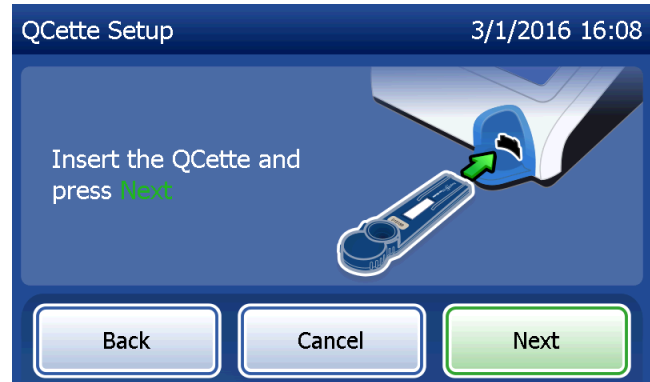 QCette Setup 3/1/2016 16:08
Insert the QCette and
press Next
Back Cancel Next